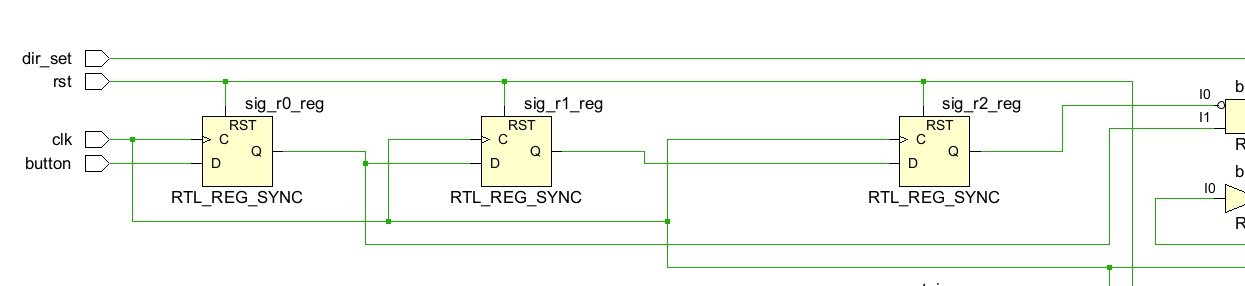 dir_set
rst
sig_r0_reg
sig_r1_reg
sig_r2_reg
b
I0
I1
RST
RST
RST
clk
C
C
C
button
D
Q
D
Q
D
Q
R
b
I0
RTL_REG_SYNC
RTL_REG_SYNC
RTL_REG_SYNC
R